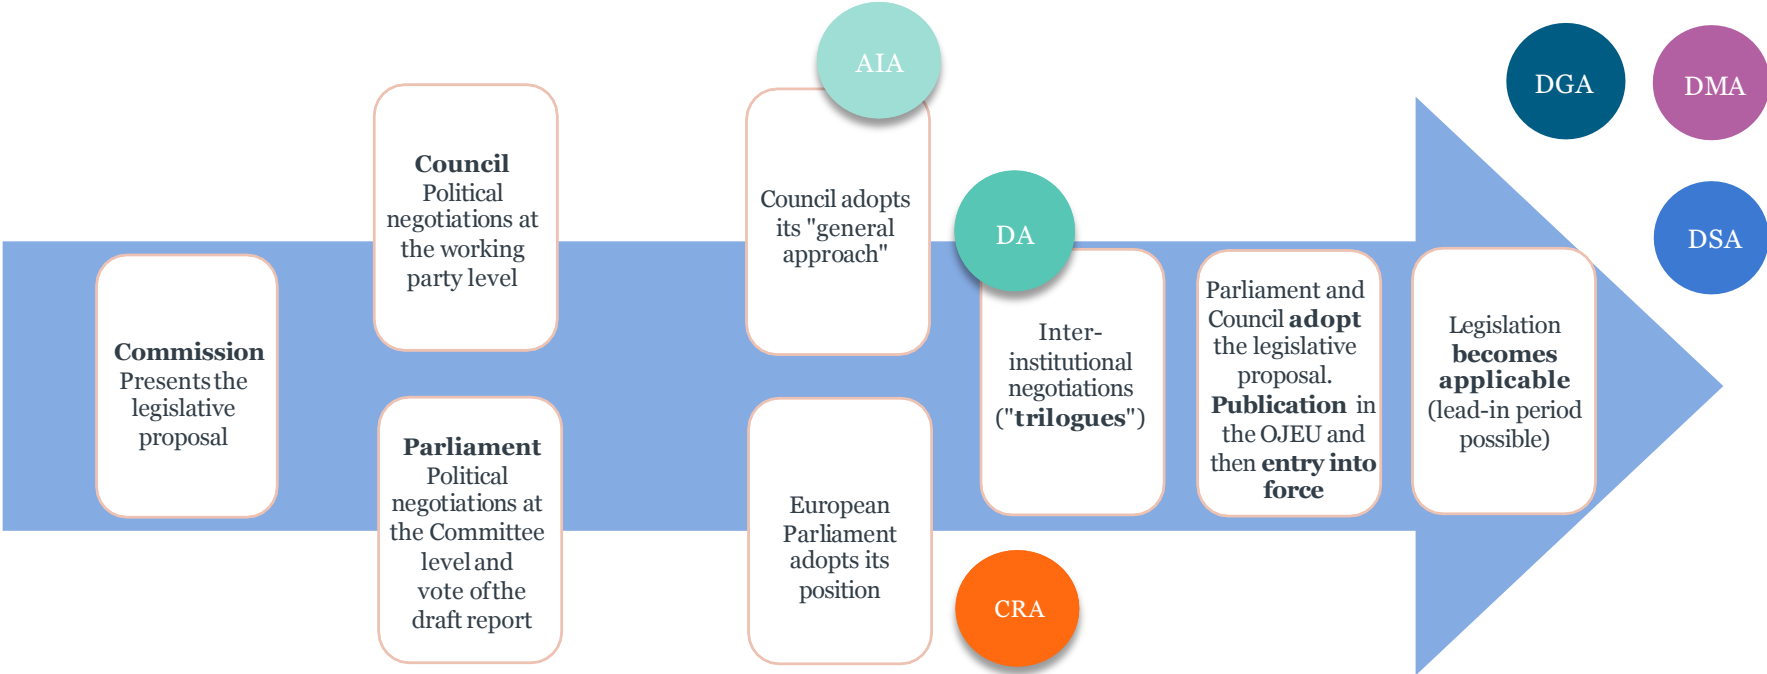 Commission
Presents the
legislative
proposal
Council
Political
negotiations at
the working
party level
Parliament
Political
negotiations at
the Committee
level and
vote of the
draft report
AIA
Council adopts
its "general
approach"
European
Parliament
adopts its
position
DA
Inter-
institutional
negotiations
("trilogues")
CRA
Parliament and
Council adopt
the legislative
proposal.
Publication in
the OJEU and
then entry into
force
Legislation
becomes
applicable
(lead-in period
possible)
DGA
DMA
DSA